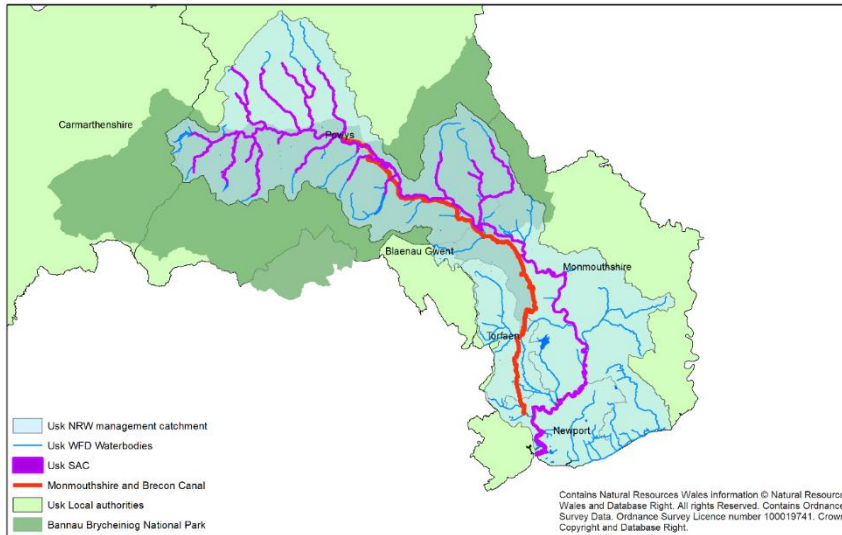 Carmarthenshire
Powys
Blaenau Gwent
Monmouthshire
Torfaen
Newport
Usk NRW management catchment
Usk WFD Waterbodies
Usk SAC
Monmouthshire and Brecon Canal
Usk Local authorities
Bannau Brycheiniog National Park
Contains Natural Resources Wales information © Natural Resource
Wales and Database Right. All rights Reserved. Contains Ordnance
Survey Data. Ordnance Survey Licence number 100019741. Crown
Copyright and Database Right.